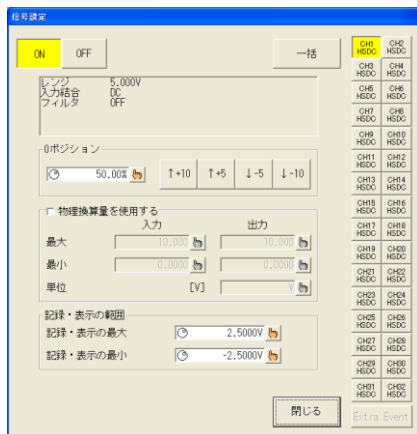 信号設定
ON OFF 一括
レンジ 5.000V
入力結合 DC
フィルタ OFF
0ポジション
50.00% ↑+10 ↑+5 ↓-5 ↓-10
物理換算量を使用する
入力 出力
最大 10.000 10.000
最小 0.0000 0.0000
単位 [V] V
記録・表示の範囲
記録・表示の最大 2.5000V
記録・表示の最小 -2.5000V
閉じる
CH1 HSDC CH2 HSDC
CH3 HSDC CH4 HSDC
CH5 HSDC CH6 HSDC
CH7 HSDC CH8 HSDC
CH9 HSDC CH10 HSDC
CH11 HSDC CH12 HSDC
CH13 HSDC CH14 HSDC
CH15 HSDC CH16 HSDC
CH17 HSDC CH18 HSDC
CH19 HSDC CH20 HSDC
CH21 HSDC CH22 HSDC
CH23 HSDC CH24 HSDC
CH25 HSDC CH26 HSDC
CH27 HSDC CH28 HSDC
CH29 HSDC CH30 HSDC
CH31 HSDC CH32 HSDC
Extra Event